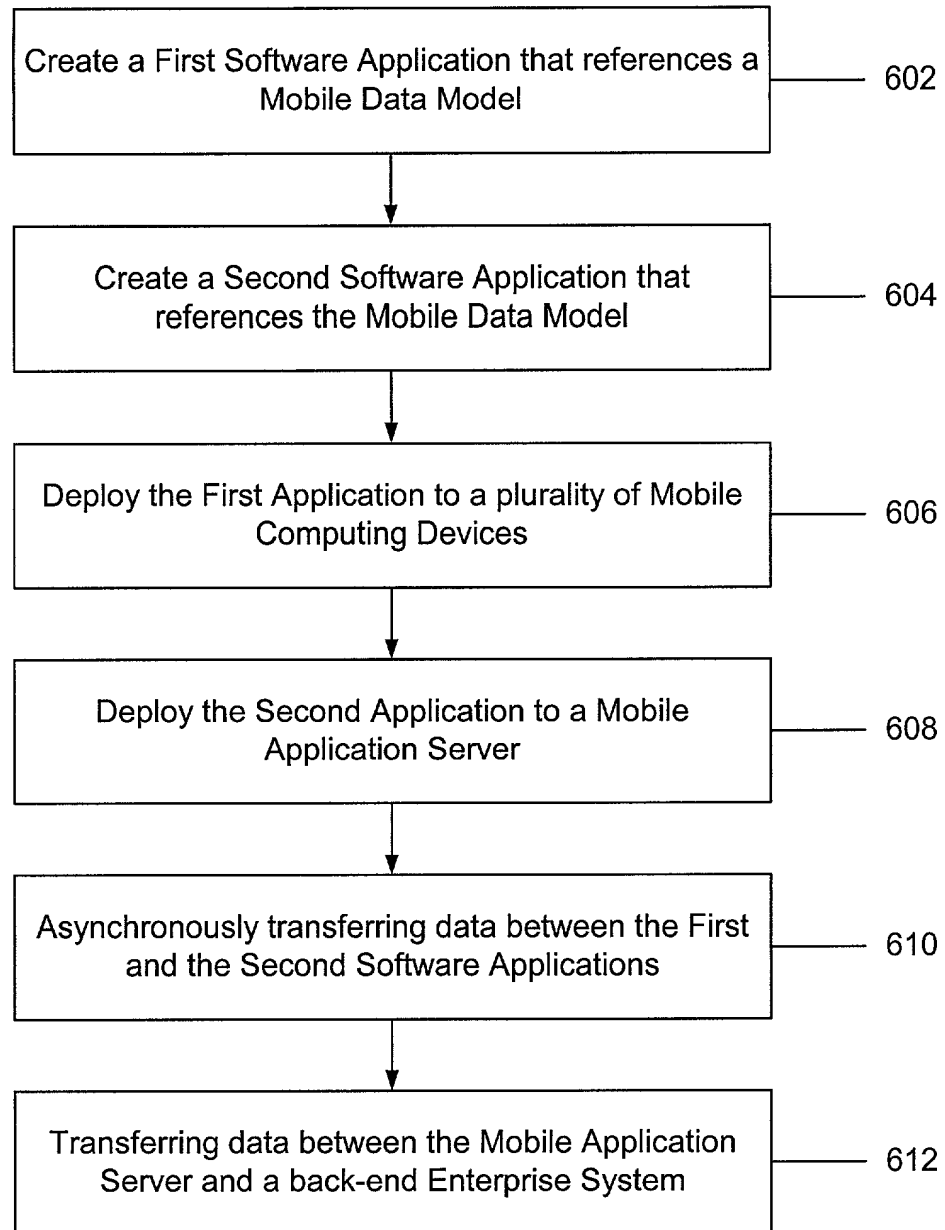 Create a First Software Application that references a
Mobile Data Model
602
Create a Second Software Application that
references the Mobile Data Model
604
Deploy the First Application to a plurality of Mobile
Computing Devices
606
Deploy the Second Application to a Mobile
Application Server
608
Asynchronously transferring data between the First
and the Second Software Applications
610
Transferring data between the Mobile Application
Server and a back-end Enterprise System
612